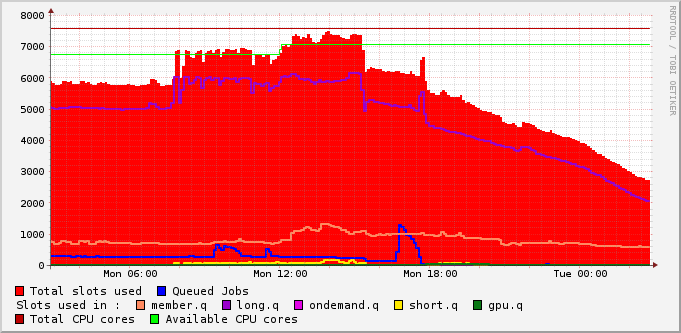 8000
7000
6000
5000
4000
3000
2000
1000
0
Mon 06:00 Mon 12:00 Mon 18:00 Tue 00:00
Total slots used Queued Jobs
Slots used in : member.q long.q ondemand.q short.q gpu.q
Total CPU cores Available CPU cores
RRDTOOL / TOBI OETIKER